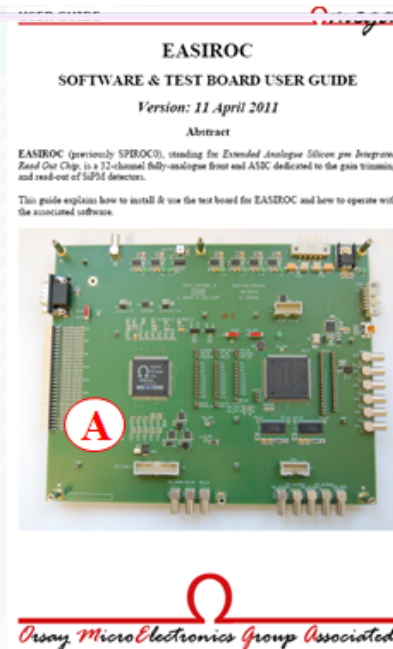 USER GUIDE
Omega
EASIROC
SOFTWARE & TEST BOARD USER GUIDE
Version: 11 April 2011
Abstract
EASIROC (previously SPIROC0), standing for Extended Analogue Silicon pm Integrated
Read Out Chip, is a 32-channel fully-analogue front end ASIC dedicated to the gain trimming
and read-out of SiPM detectors.
This guide explains how to install & use the test board for EASIROC and how to operate with
the associated software.
A
Orsay MicroElectronics Group Associated